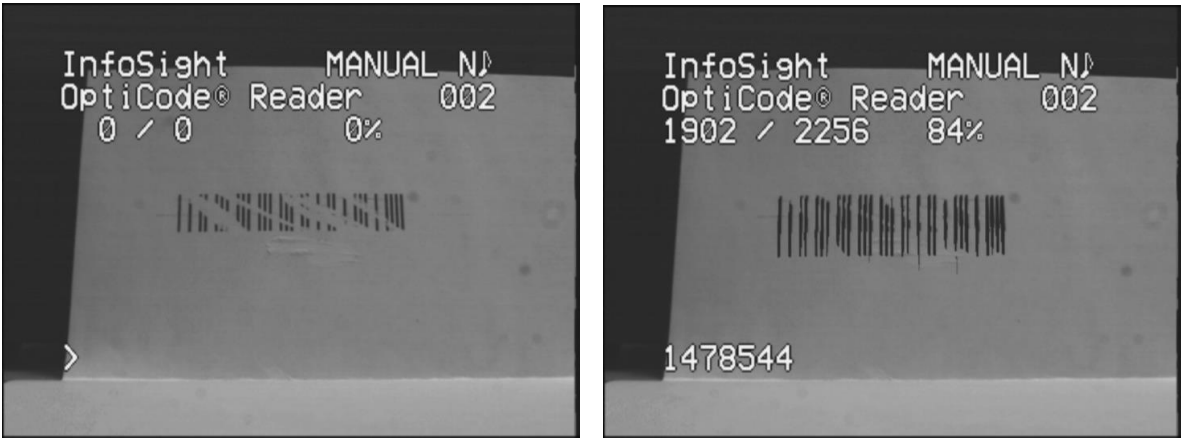 InfoSight MANUAL N♪
OptiCode® Reader 002
0 / 0 0%
>
InfoSight MANUAL N♪
OptiCode® Reader 002
1902 / 2256 84%
1478544